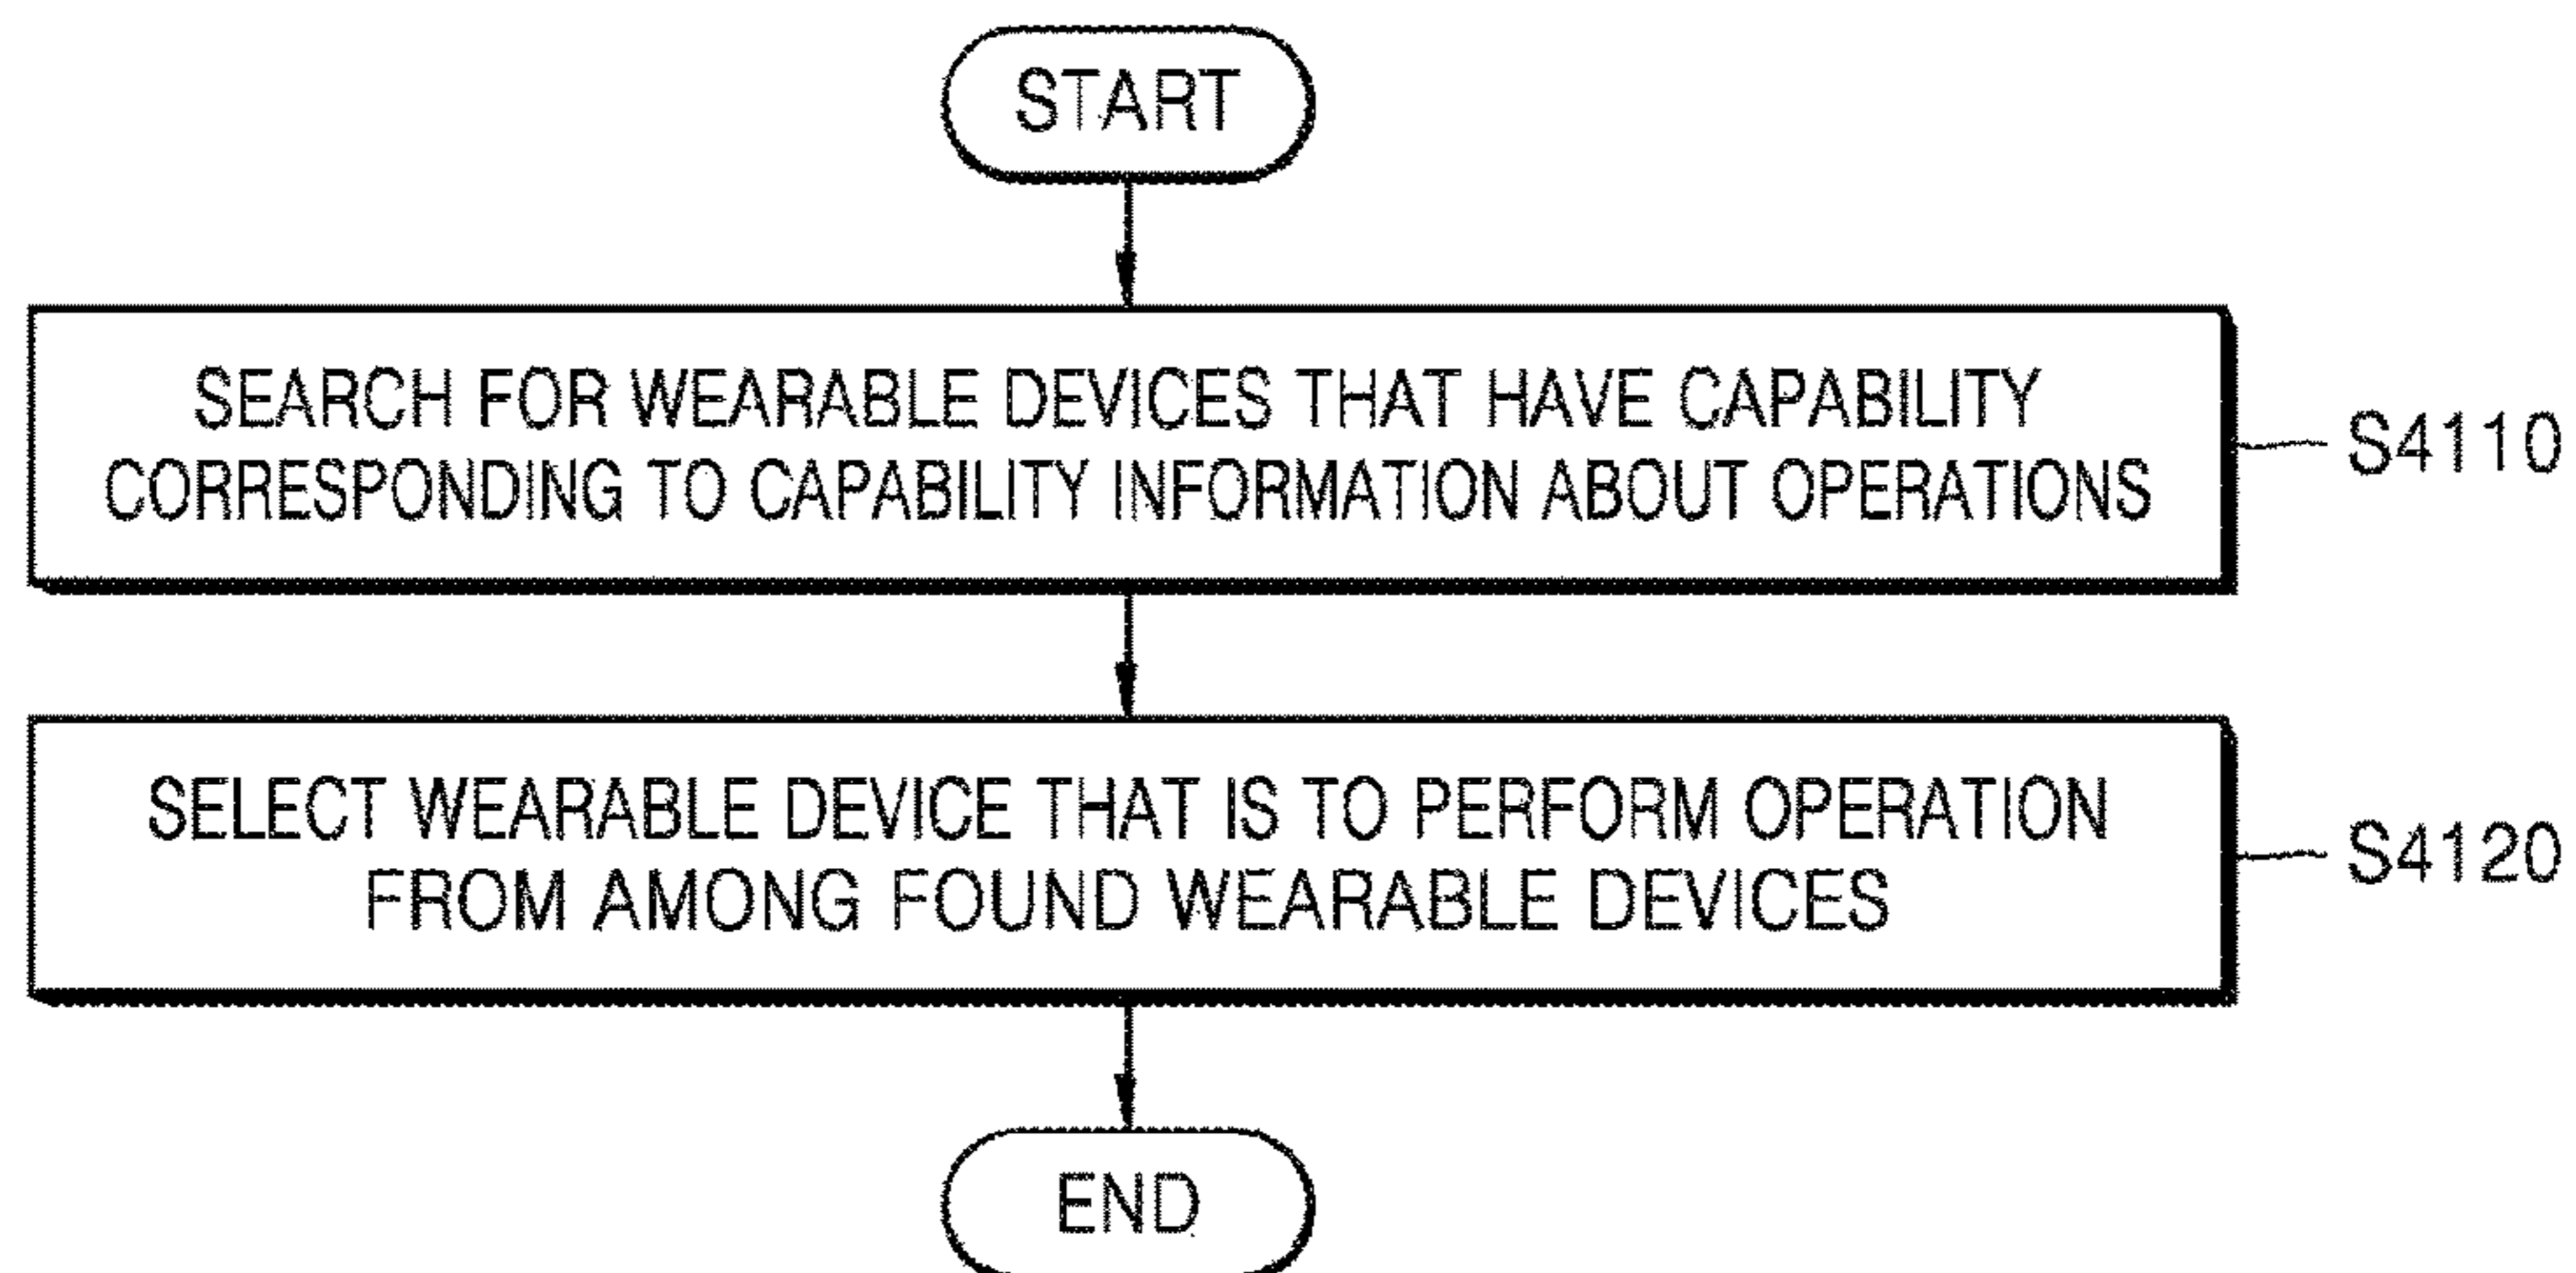 START
SEARCH FOR WEARABLE DEVICES THAT HAVE CAPABILITY
CORRESPONDING TO CAPABILITY INFORMATION ABOUT OPERATIONS
S4110
SELECT WEARABLE DEVICE THAT IS TO PERFORM OPERATION
FROM AMONG FOUND WEARABLE DEVICES
S4120
END